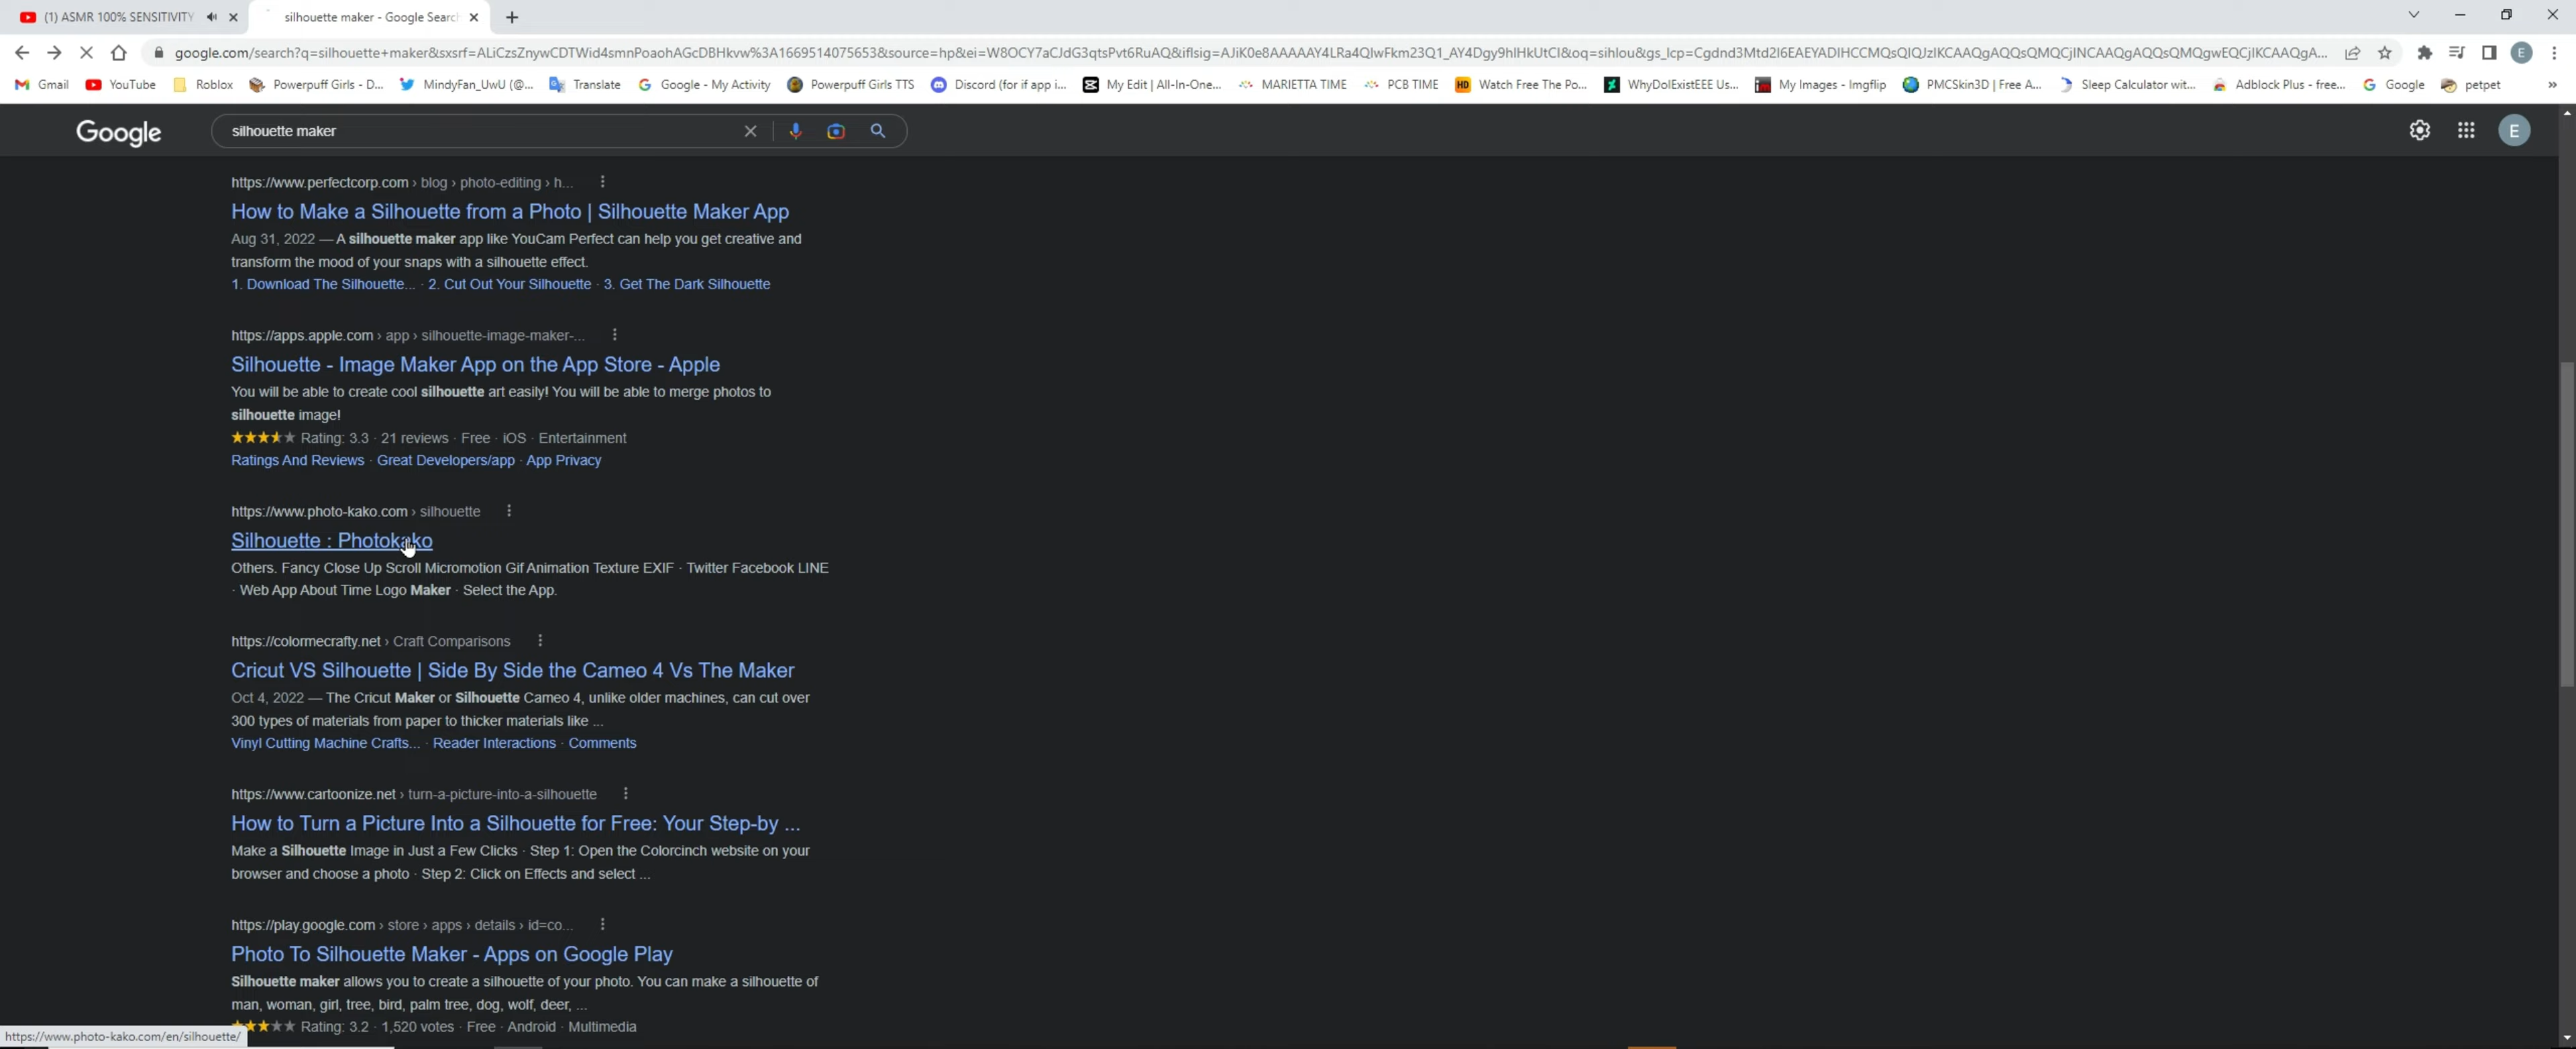 (1) ASMR 100% SENSITIVITY
silhouette maker - Google Search
google.com/search?q=silhouette+maker&sxsrf=
Gmail YouTube Roblox Powerpuff Girls - D... MindyFan_UwU (@... Translate Google - My Activity Powerpuff Girls TTS Discord (for if app i... My Edit | All-In-One... MARIETTA TIME PCB TIME Watch Free The Po... WhyDoIExistEEE Us... My Images - Imgflip PMCSkin3D | Free A... Sleep Calculator wit... Adblock Plus - free... Google petpet »
Google silhouette maker E
https://www.perfectcorp.com › blog › photo-editing › h...
How to Make a Silhouette from a Photo | Silhouette Maker App
Aug 31, 2022 — A silhouette maker app like YouCam Perfect can help you get creative and
transform the mood of your snaps with a silhouette effect.
1. Download The Silhouette... · 2. Cut Out Your Silhouette · 3. Get The Dark Silhouette
https://apps.apple.com › app › silhouette-image-maker-...
Silhouette - Image Maker App on the App Store - Apple
You will be able to create cool silhouette art easily! You will be able to merge photos to
silhouette image!
Rating: 3.3 · 21 reviews · Free · iOS · Entertainment
Ratings And Reviews · Great Developers/app · App Privacy
https://www.photo-kako.com › silhouette
Silhouette : Photokako
Others. Fancy Close Up Scroll Micromotion Gif Animation Texture EXIF · Twitter Facebook LINE
· Web App About Time Logo Maker · Select the App.
https://colormecrafty.net › Craft Comparisons
Cricut VS Silhouette | Side By Side the Cameo 4 Vs The Maker
Oct 4, 2022 — The Cricut Maker or Silhouette Cameo 4, unlike older machines, can cut over
300 types of materials from paper to thicker materials like ...
Vinyl Cutting Machine Crafts... · Reader Interactions · Comments
https://www.cartoonize.net › turn-a-picture-into-a-silhouette
How to Turn a Picture Into a Silhouette for Free: Your Step-by ...
Make a Silhouette Image in Just a Few Clicks · Step 1: Open the Colorcinch website on your
browser and choose a photo · Step 2: Click on Effects and select ...
https://play.google.com › store › apps › details › id=co...
Photo To Silhouette Maker - Apps on Google Play
Silhouette maker allows you to create a silhouette of your photo. You can make a silhouette of
man, woman, girl, tree, bird, palm tree, dog, wolf, deer, ...
Rating: 3.2 · 1,520 votes · Free · Android · Multimedia
https://www.photo-kako.com/en/silhouette/